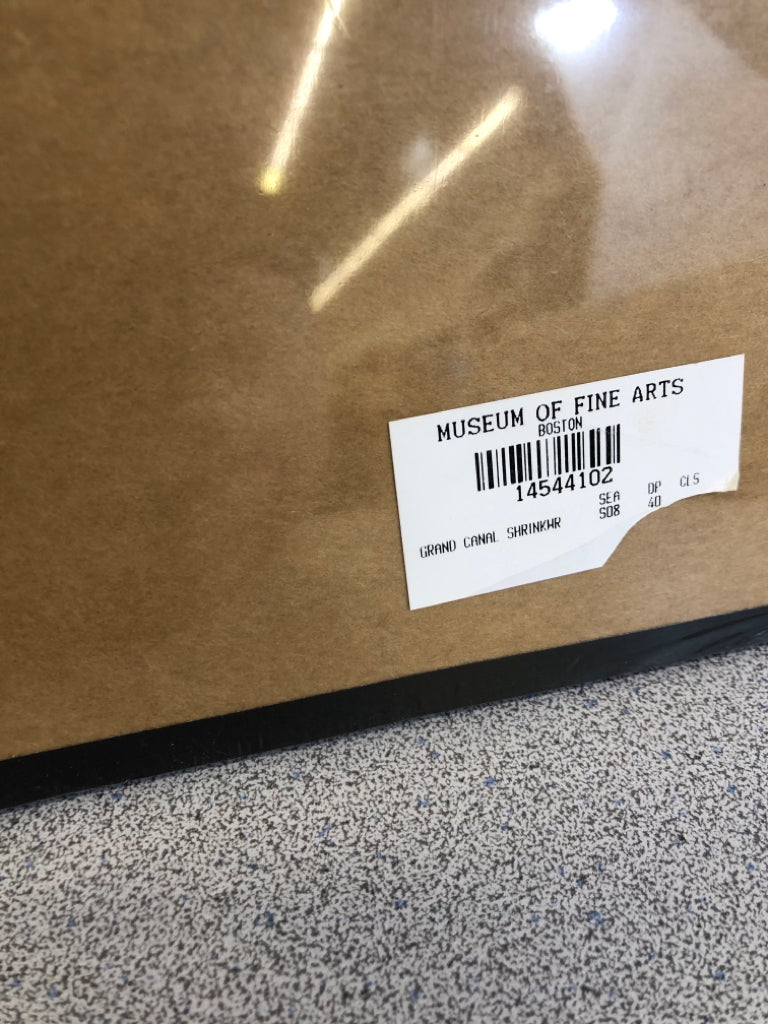 MUSEUM OF FINE ARTS
BOSTON
14544102
SEA DP CLS
S08 40
GRAND CANAL SHRINKWR